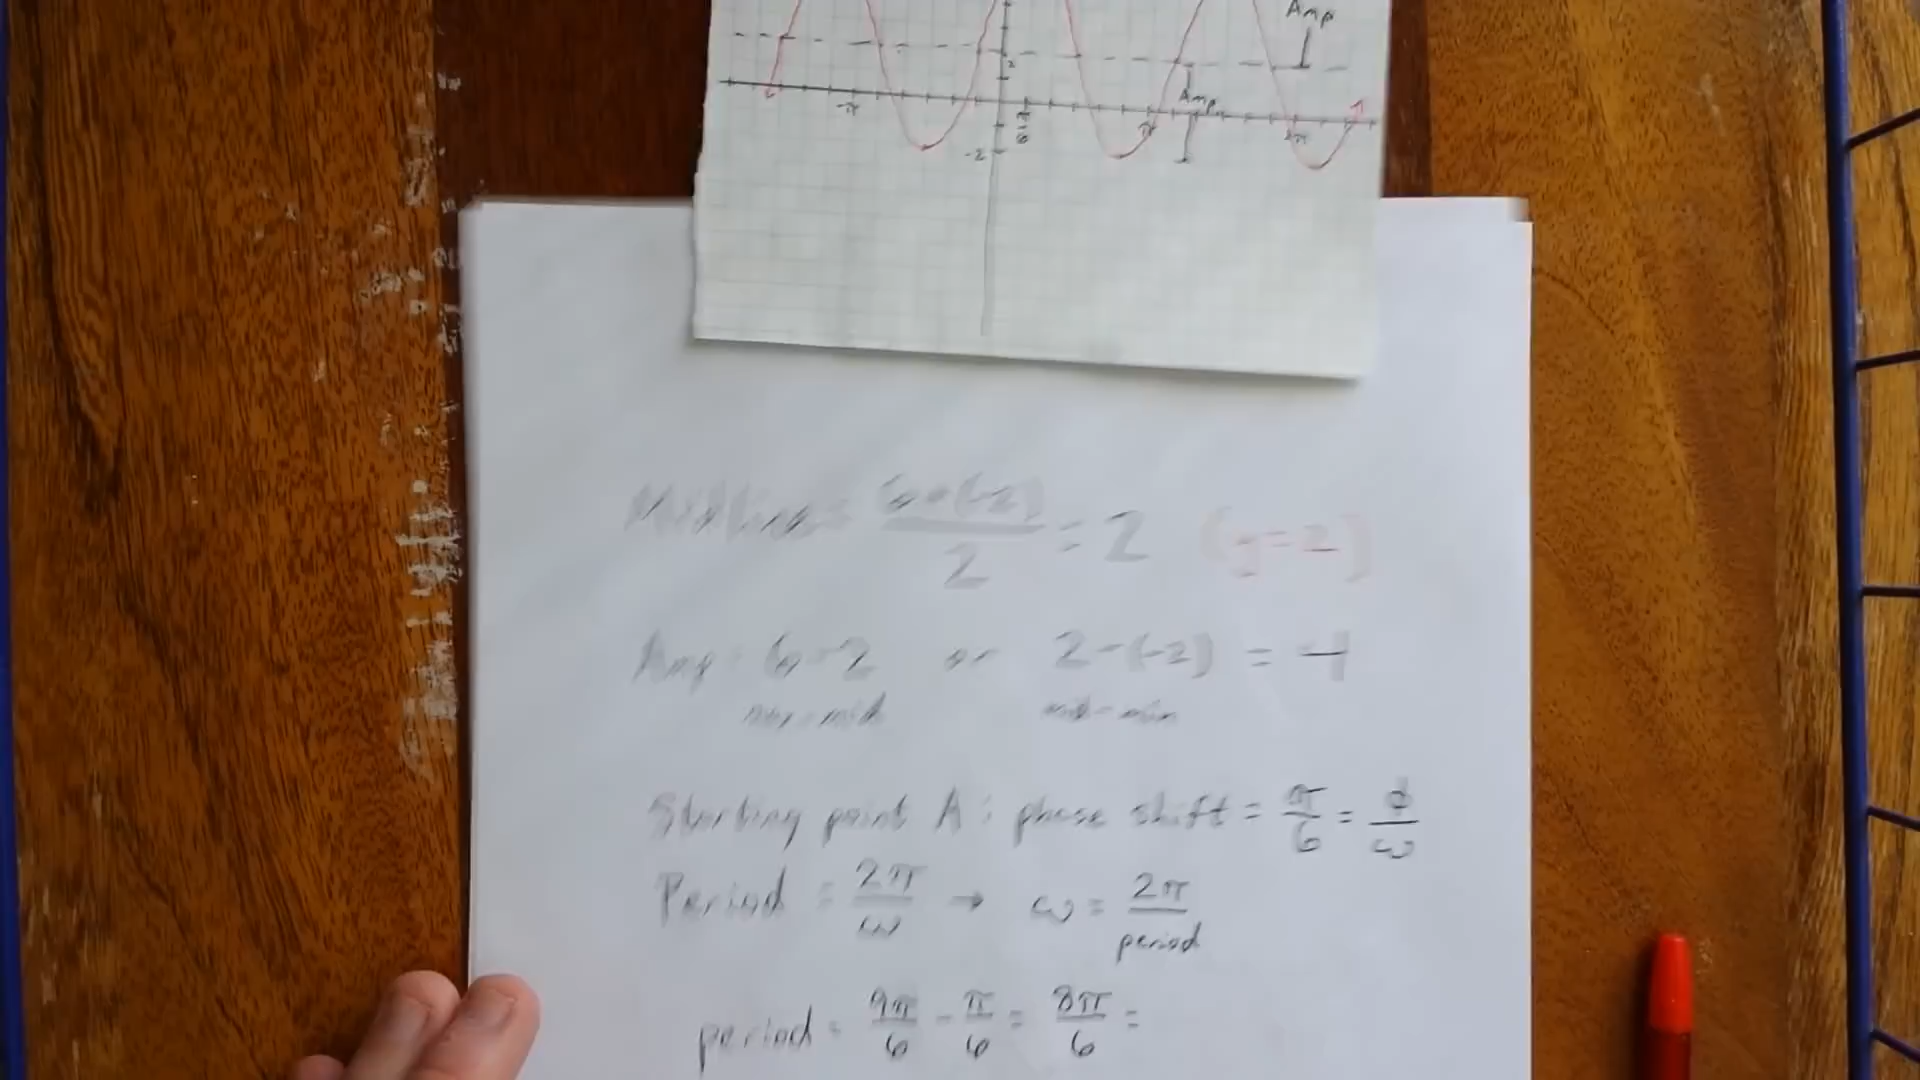 Amp
2
Amp.
-π π/6 π 2π
-2
Midline = 6+(-2)/2 = 2 (y=2)
Amp = 6-2 or 2-(-2) = 4
max-mid mid-min
Starting point A: phase shift = π/6 = ϕ/ω
Period = 2π/ω → ω = 2π/period
period = 9π/6 - π/6 = 8π/6 =